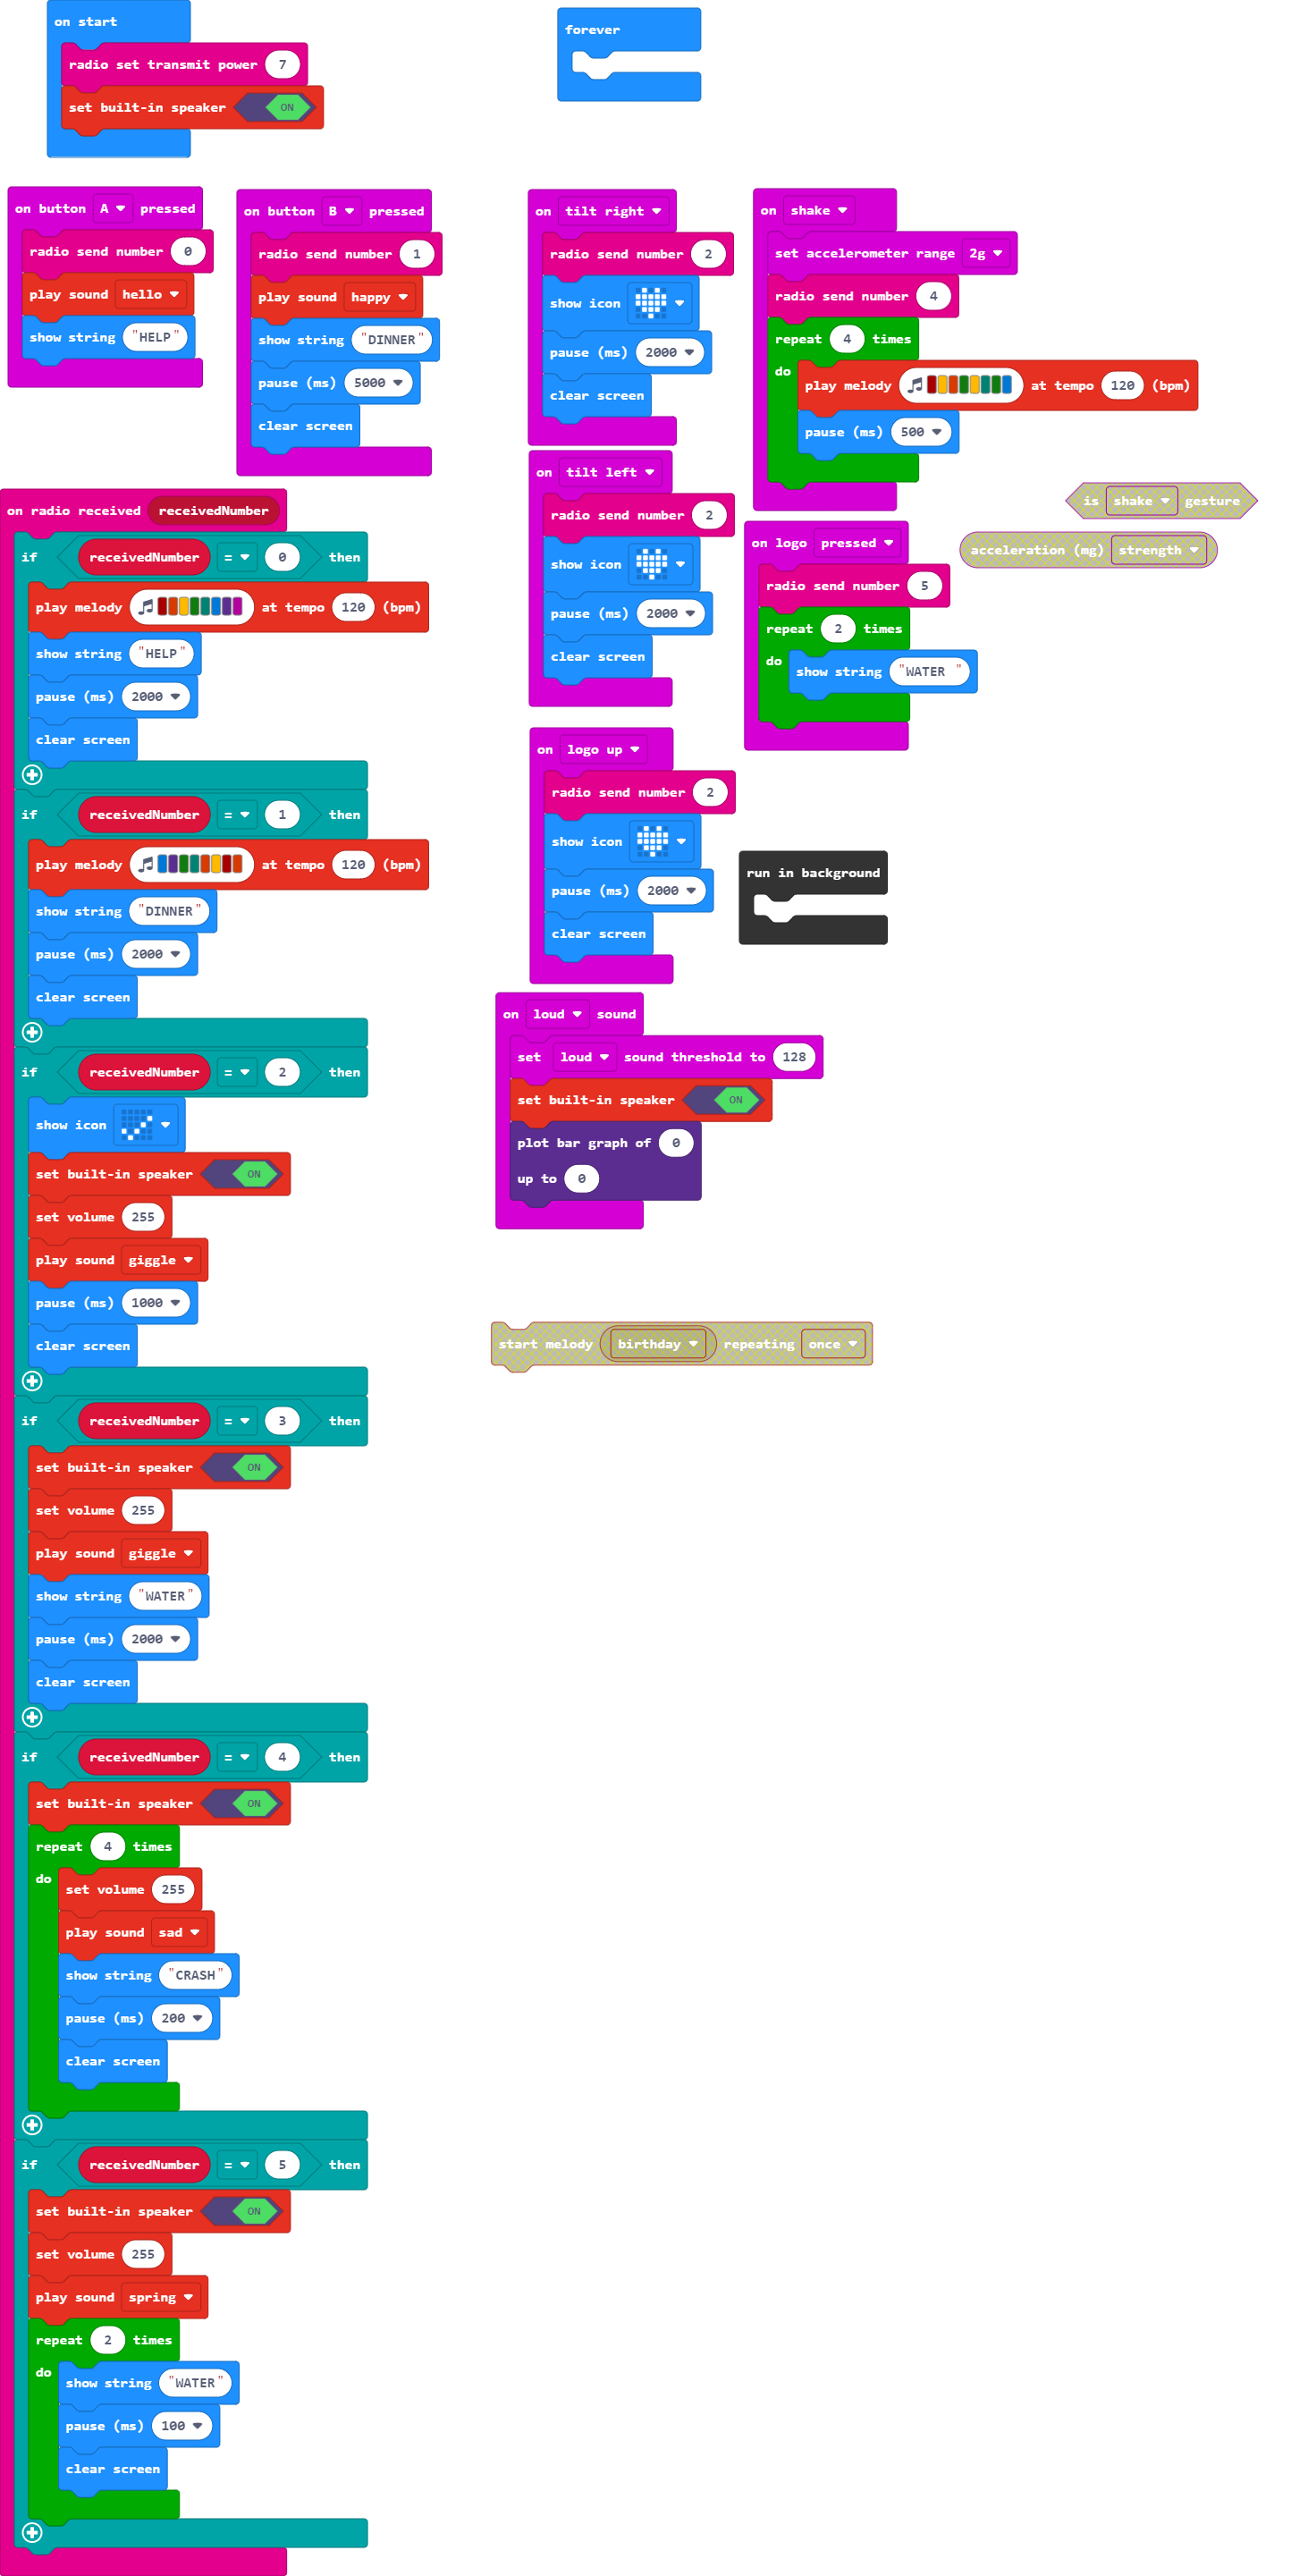 on start
radio set transmit power 7
set built-in speaker ON
forever
on button A pressed
radio send number 0
play sound hello
show string "HELP"
on button B pressed
radio send number 1
play sound happy
show string "DINNER"
pause (ms) 5000
clear screen
on tilt right
radio send number 2
show icon
pause (ms) 2000
clear screen
on shake
set accelerometer range 2g
radio send number 4
repeat 4 times
do
play melody at tempo 120 (bpm)
pause (ms) 500
on tilt left
radio send number 2
show icon
pause (ms) 2000
clear screen
is shake gesture
acceleration (mg) strength
on logo pressed
radio send number 5
repeat 2 times
do
show string "WATER "
on logo up
radio send number 2
show icon
pause (ms) 2000
clear screen
run in background
on loud sound
set loud sound threshold to 128
set built-in speaker ON
plot bar graph of 0
up to 0
start melody birthday repeating once
on radio received receivedNumber
if receivedNumber = 0 then
play melody at tempo 120 (bpm)
show string "HELP"
pause (ms) 2000
clear screen
if receivedNumber = 1 then
play melody at tempo 120 (bpm)
show string "DINNER"
pause (ms) 2000
clear screen
if receivedNumber = 2 then
show icon
set built-in speaker ON
set volume 255
play sound giggle
pause (ms) 1000
clear screen
if receivedNumber = 3 then
set built-in speaker ON
set volume 255
play sound giggle
show string "WATER"
pause (ms) 2000
clear screen
if receivedNumber = 4 then
set built-in speaker ON
repeat 4 times
do
set volume 255
play sound sad
show string "CRASH"
pause (ms) 200
clear screen
if receivedNumber = 5 then
set built-in speaker ON
set volume 255
play sound spring
repeat 2 times
do
show string "WATER"
pause (ms) 100
clear screen